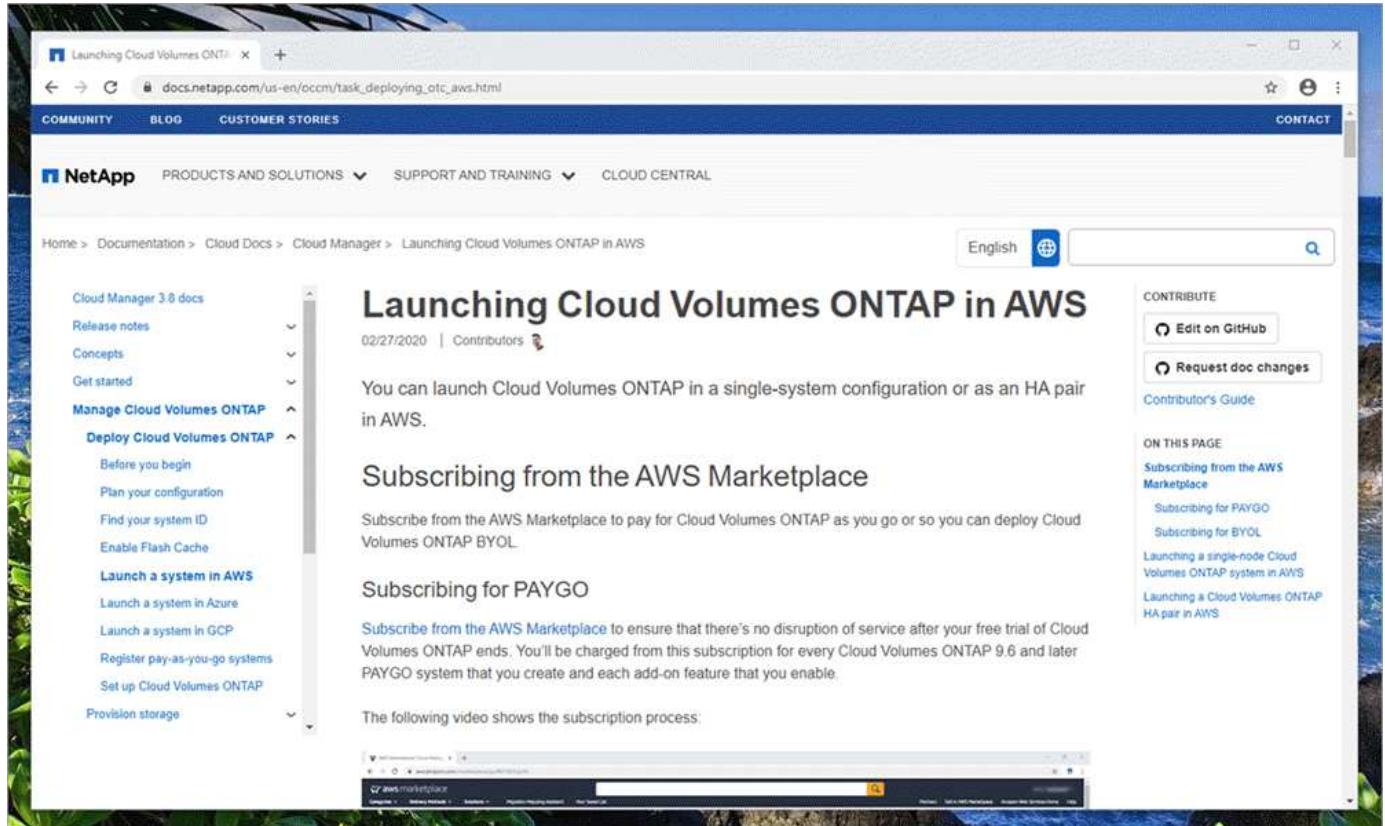 Launching Cloud Volumes ONTA
docs.netapp.com/us-en/occm/task_deploying_otc_aws.html
COMMUNITY BLOG CUSTOMER STORIES CONTACT
NetApp PRODUCTS AND SOLUTIONS SUPPORT AND TRAINING CLOUD CENTRAL
Home > Documentation > Cloud Docs > Cloud Manager > Launching Cloud Volumes ONTAP in AWS
English
Cloud Manager 3.8 docs
Release notes
Concepts
Get started
Manage Cloud Volumes ONTAP
Deploy Cloud Volumes ONTAP
Before you begin
Plan your configuration
Find your system ID
Enable Flash Cache
Launch a system in AWS
Launch a system in Azure
Launch a system in GCP
Register pay-as-you-go systems
Set up Cloud Volumes ONTAP
Provision storage
Launching Cloud Volumes ONTAP in AWS
02/27/2020 | Contributors
You can launch Cloud Volumes ONTAP in a single-system configuration or as an HA pair
in AWS.
Subscribing from the AWS Marketplace
Subscribe from the AWS Marketplace to pay for Cloud Volumes ONTAP as you go or so you can deploy Cloud
Volumes ONTAP BYOL.
Subscribing for PAYGO
Subscribe from the AWS Marketplace to ensure that there's no disruption of service after your free trial of Cloud
Volumes ONTAP ends. You'll be charged from this subscription for every Cloud Volumes ONTAP 9.6 and later
PAYGO system that you create and each add-on feature that you enable.
The following video shows the subscription process:
aws marketplace
CONTRIBUTE
Edit on GitHub
Request doc changes
Contributor's Guide
ON THIS PAGE
Subscribing from the AWS
Marketplace
Subscribing for PAYGO
Subscribing for BYOL
Launching a single-node Cloud
Volumes ONTAP system in AWS
Launching a Cloud Volumes ONTAP
HA pair in AWS